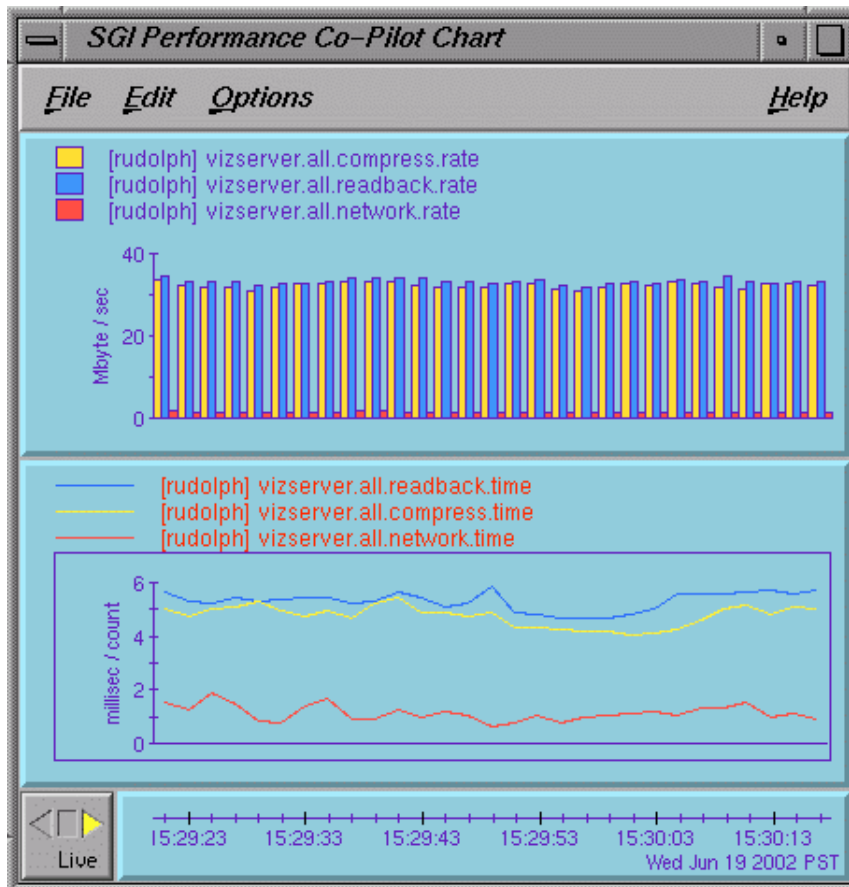 SGI Performance Co-Pilot Chart
File Edit Options Help
[rudolph] vizserver.all.compress.rate
[rudolph] vizserver.all.readback.rate
[rudolph] vizserver.all.network.rate
Mbyte / sec
40
20
0
[rudolph] vizserver.all.readback.time
[rudolph] vizserver.all.compress.time
[rudolph] vizserver.all.network.time
millisec / count
6
4
2
0
Live
15:29:23 15:29:33 15:29:43 15:29:53 15:30:03 15:30:13
Wed Jun 19 2002 PST